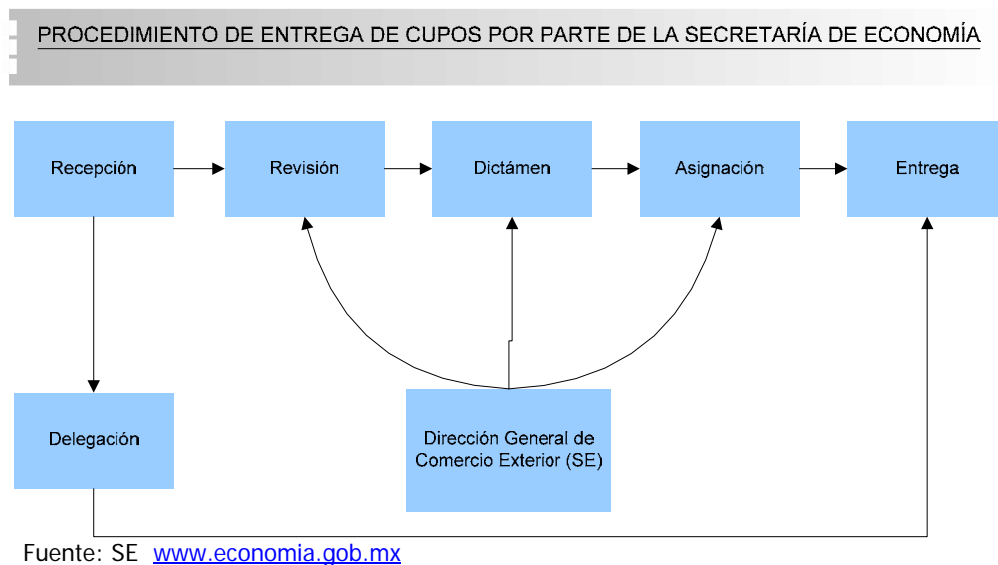 PROCEDIMIENTO DE ENTREGA DE CUPOS POR PARTE DE LA SECRETARÍA DE ECONOMÍA
Recepción
Revisión
Dictámen
Asignación
Entrega
Delegación
Dirección General de
Comercio Exterior (SE)
Fuente: SE www.economia.gob.mx